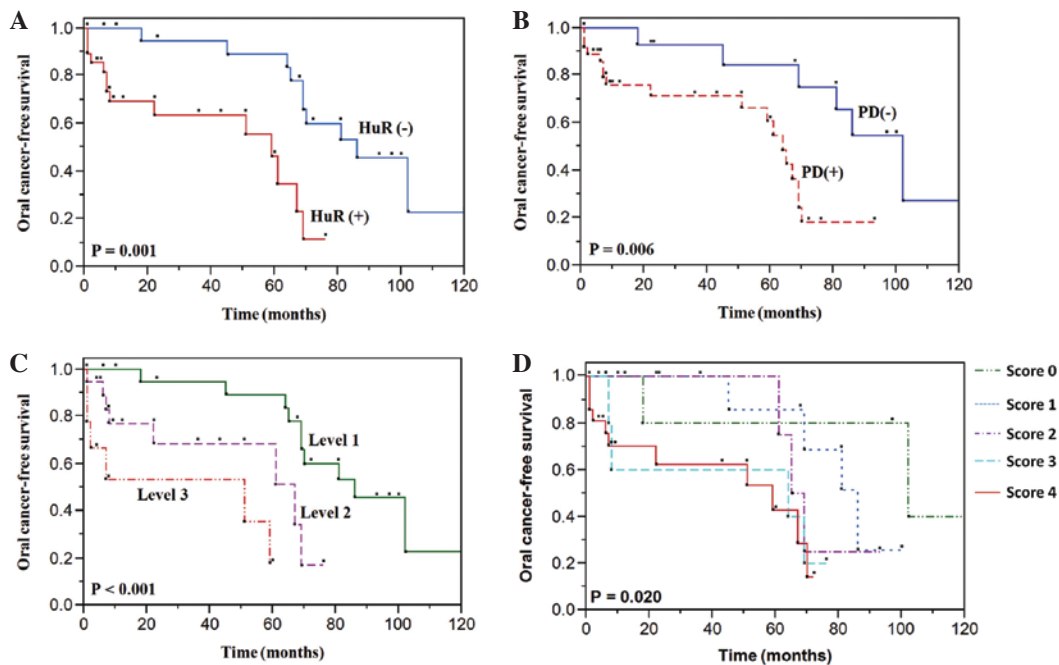 A
Oral cancer-free survival
1.0
0.8
0.6
0.4
0.2
0.0
HuR (-)
HuR (+)
P = 0.001
0 20 40 60 80 100 120
Time (months)
B
Oral cancer-free survival
1.0
0.8
0.6
0.4
0.2
0.0
PD(-)
PD(+)
P = 0.006
0 20 40 60 80 100 120
Time (months)
C
Oral cancer-free survival
1.0
0.8
0.6
0.4
0.2
0.0
Level 1
Level 2
Level 3
P < 0.001
0 20 40 60 80 100 120
Time (months)
D
Oral cancer-free survival
1.0
0.8
0.6
0.4
0.2
0.0
P = 0.020
0 20 40 60 80 100 120
Time (months)
Score 0
Score 1
Score 2
Score 3
Score 4